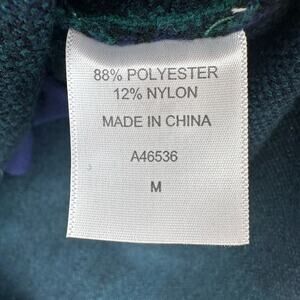 88% POLYESTER
12% NYLON
MADE IN CHINA
A46536
M